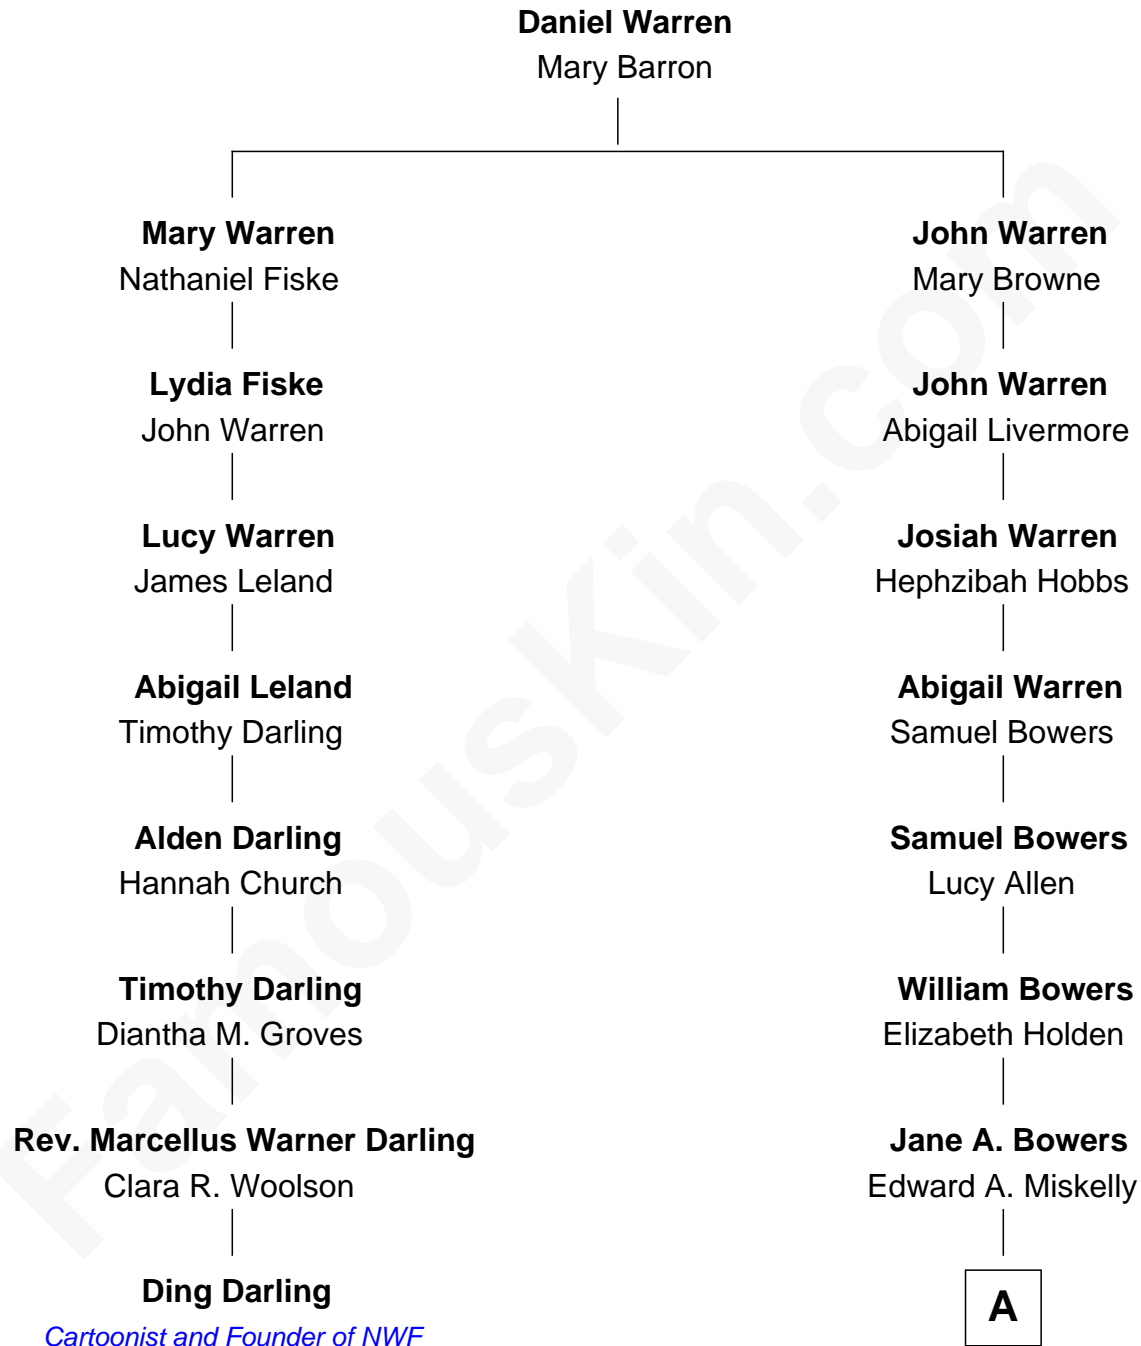 Daniel Warren
Mary Barron
Mary Warren
Nathaniel Fiske
John Warren
Mary Browne
Lydia Fiske
John Warren
John Warren
Abigail Livermore
Lucy Warren
James Leland
Josiah Warren
Hephzibah Hobbs
Abigail Leland
Timothy Darling
Abigail Warren
Samuel Bowers
Alden Darling
Hannah Church
Samuel Bowers
Lucy Allen
Timothy Darling
Diantha M. Groves
William Bowers
Elizabeth Holden
Rev. Marcellus Warner Darling
Clara R. Woolson
Jane A. Bowers
Edward A. Miskelly
Ding Darling
Cartoonist and Founder of NWF
A
FamousKin.com